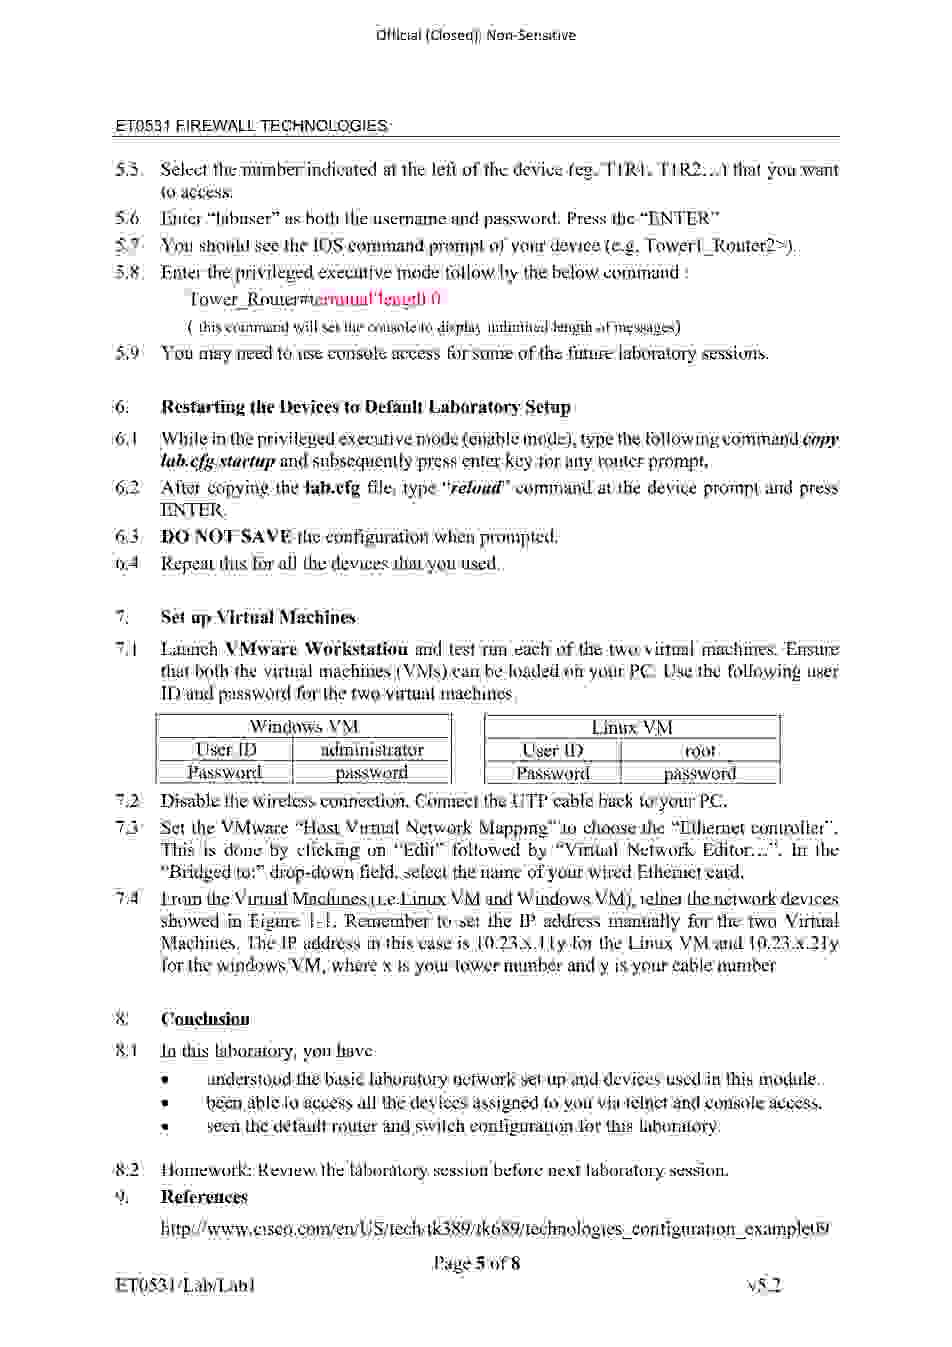 Official (Closed), Non-Sensitive
ET0531 FIREWALL TECHNOLOGIES
5.5. Select the number indicated at the left of the device (eg. T1R1, T1R2…) that you want
to access.
5.6 Enter “labuser” as both the username and password. Press the “ENTER”
5.7 You should see the IOS command prompt of your device (e.g. Tower1_Router2>).
5.8. Enter the privileged executive mode follow by the below command :
Tower_Router#terminal length 0
( this command will set the console to display unlimited length of messages)
5.9 You may need to use console access for some of the future laboratory sessions.
6. Restarting the Devices to Default Laboratory Setup
6.1 While in the privileged executive mode (enable mode), type the following command copy
lab.cfg startup and subsequently press enter key for any router prompt.
6.2 After copying the lab.cfg file, type “reload” command at the device prompt and press
ENTER.
6.3 DO NOT SAVE the configuration when prompted.
6.4 Repeat this for all the devices that you used.
7. Set up Virtual Machines
7.1 Launch VMware Workstation and test run each of the two virtual machines. Ensure
that both the virtual machines (VMs) can be loaded on your PC. Use the following user
ID and password for the two virtual machines.
Windows VM
User ID administrator
Password password
Linux VM
User ID root
Password password
7.2 Disable the wireless connection. Connect the UTP cable back to your PC.
7.3 Set the VMware “Host Virtual Network Mapping” to choose the “Ethernet controller”.
This is done by clicking on “Edit” followed by “Virtual Network Editor…”. In the
“Bridged to:” drop-down field, select the name of your wired Ethernet card.
7.4 From the Virtual Machines (i.e Linux VM and Windows VM), telnet the network devices
showed in Figure 1-1. Remember to set the IP address manually for the two Virtual
Machines. The IP address in this case is 10.23.x.11y for the Linux VM and 10.23.x.21y
for the windows VM, where x is your tower number and y is your cable number
8. Conclusion
8.1 In this laboratory, you have
• understood the basic laboratory network set up and devices used in this module.
• been able to access all the devices assigned to you via telnet and console access.
• seen the default router and switch configuration for this laboratory.
8.2 Homework: Review the laboratory session before next laboratory session.
9. References
http://www.cisco.com/en/US/tech/tk389/tk689/technologies_configuration_example09
Page 5 of 8
ET0531/Lab/Lab1 v5.2